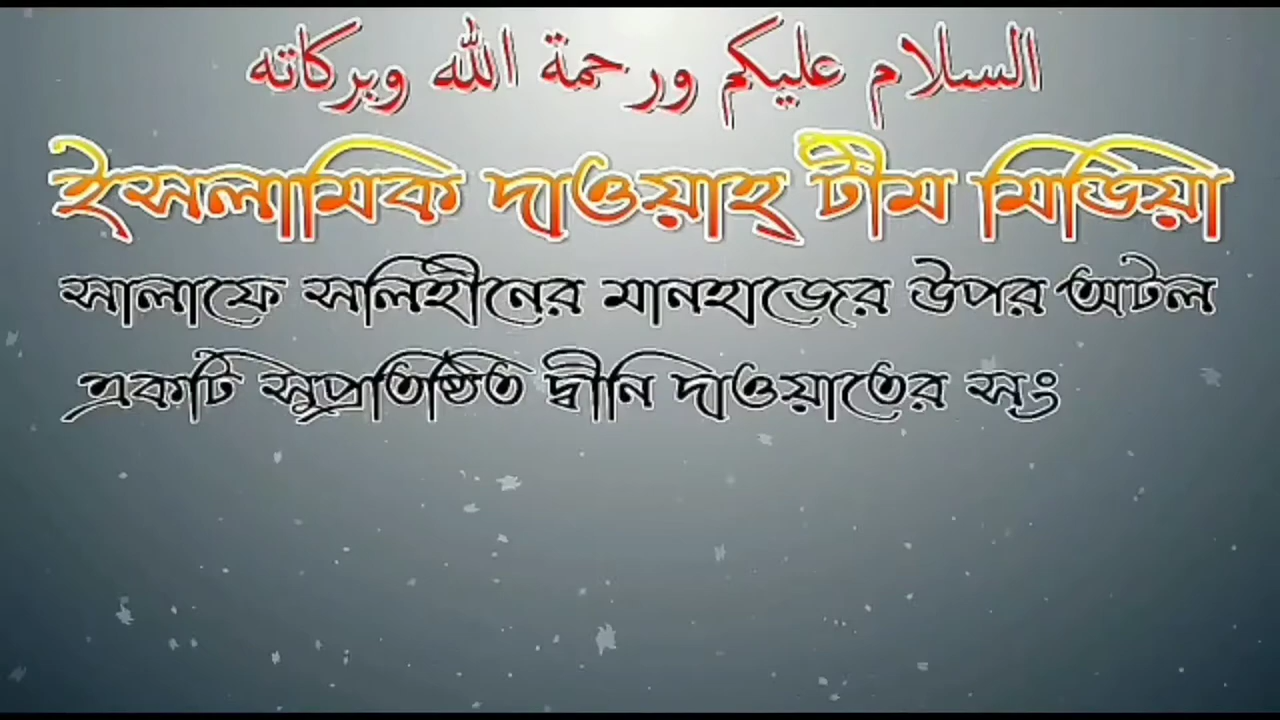 السلام عليكم ورحمة الله وبركاته
ইসলামিক দাওয়াহ্ টীম মিডিয়া
সালাফে সলিহীনের মানহাজের উপর অটল
একটি সুপ্রতিষ্ঠিত দ্বীনি দাওয়াতের সং